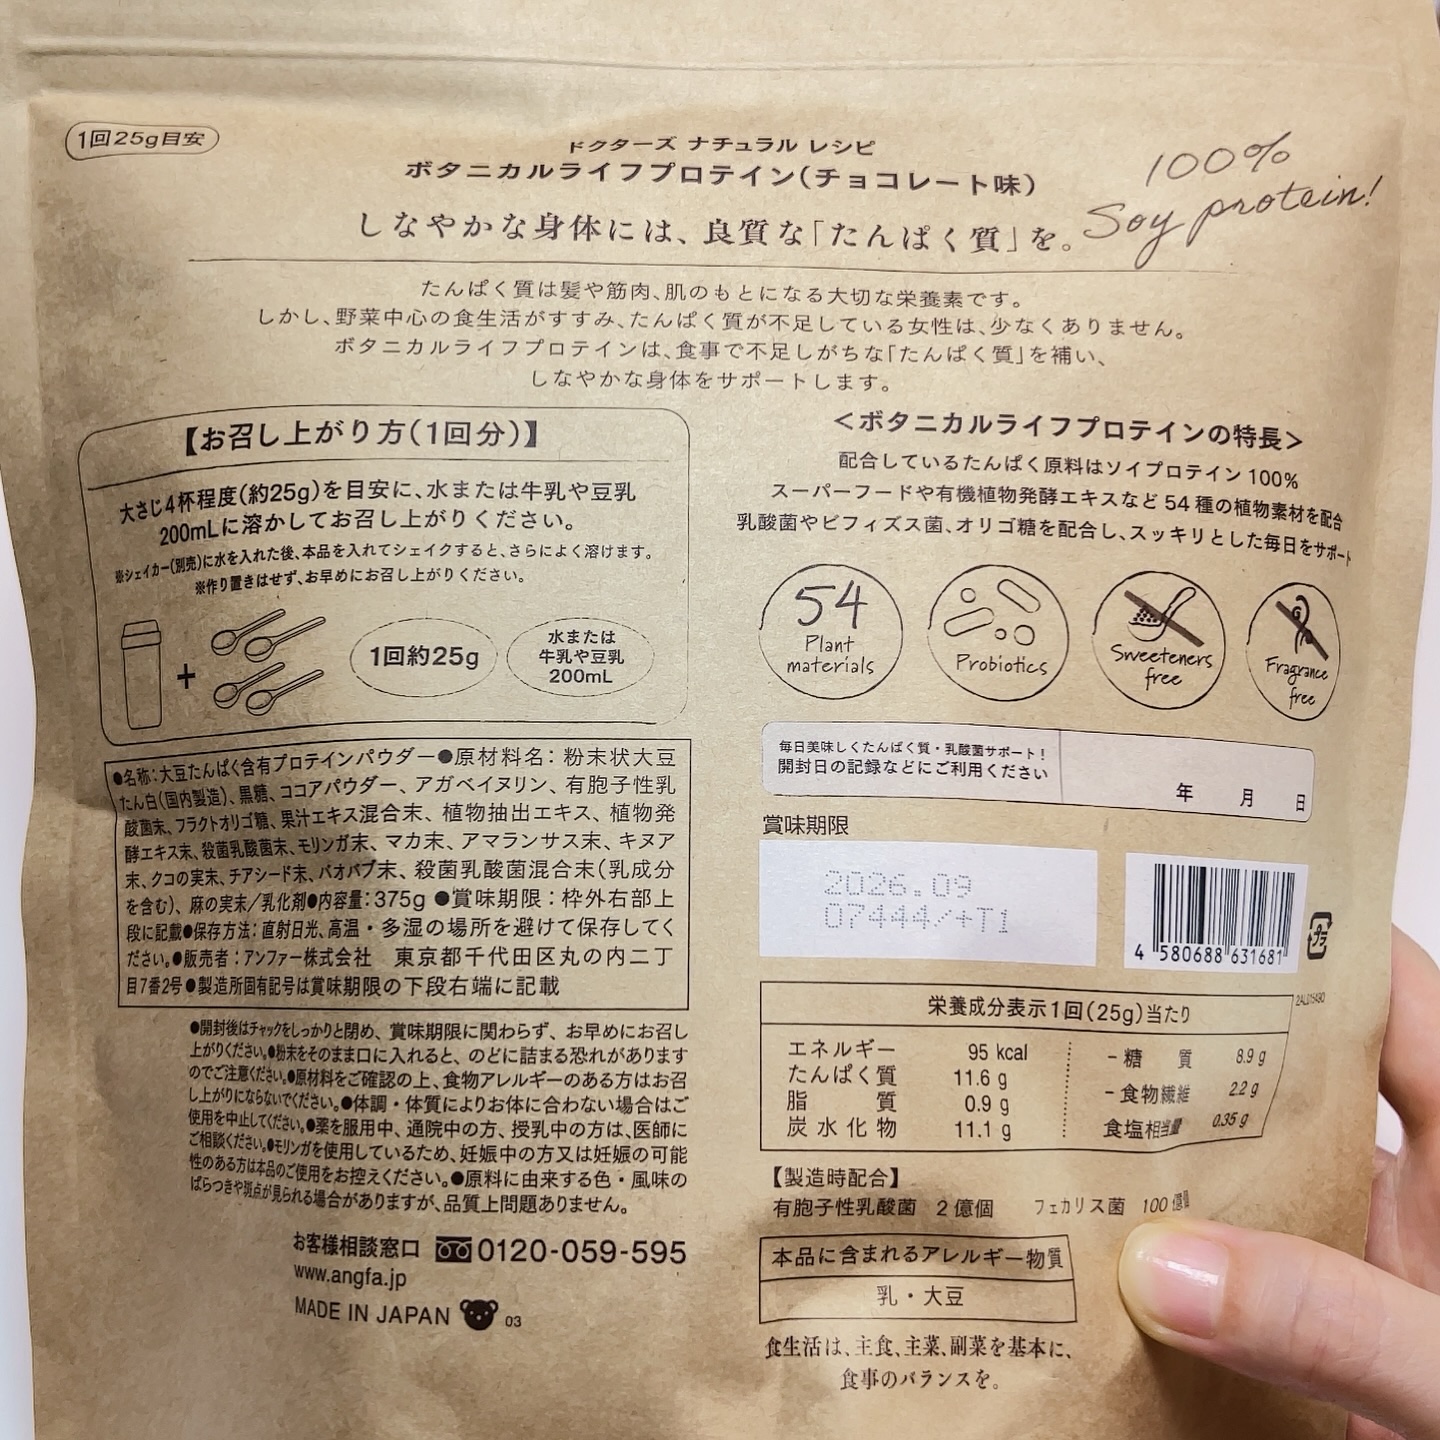 1回25g目安
ドクターズ ナチュラル レシピ
ボタニカルライフプロテイン(チョコレート味)
100%
Soy protein!
しなやかな身体には、良質な「たんぱく質」を。
たんぱく質は髪や筋肉、肌のもとになる大切な栄養素です。
しかし、野菜中心の食生活がすすみ、たんぱく質が不足している女性は、少なくありません。
ボタニカルライフプロテインは、食事で不足しがちな「たんぱく質」を補い、
しなやかな身体をサポートします。
【お召し上がり方(1回分)】
大さじ4杯程度(約25g)を目安に、水または牛乳や豆乳
200mLに溶かしてお召し上がりください。
※シェイカー(別売)に水を入れた後、本品を入れてシェイクすると、さらによく溶けます。
※作り置きはせず、お早めにお召し上がりください。
+
1回約25g
水または
牛乳や豆乳
200mL
●名称:大豆たんぱく含有プロテインパウダー●原材料名:粉末状大豆
たん白(国内製造)、黒糖、ココアパウダー、アガベイヌリン、有胞子性乳
酸菌末、フラクトオリゴ糖、果汁エキス混合末、植物抽出エキス、植物発
酵エキス末、殺菌乳酸菌末、モリンガ末、マカ末、アマランサス末、キヌア
末、クコの実末、チアシード末、バオバブ末、殺菌乳酸菌混合末(乳成分
を含む)、麻の実末/乳化剤●内容量:375g ●賞味期限:枠外右部上
段に記載●保存方法:直射日光、高温・多湿の場所を避けて保存してく
ださい。●販売者:アンファー株式会社 東京都千代田区丸の内二丁
目7番2号●製造所固有記号は賞味期限の下段右端に記載
●開封後はチャックをしっかりと閉め、賞味期限に関わらず、お早めにお召し
上がりください。●粉末をそのまま口に入れると、のどに詰まる恐れがあります
のでご注意ください。●原材料をご確認の上、食物アレルギーのある方はお召
し上がりにならないでください。●体調・体質によりお体に合わない場合はご
使用を中止してください。●薬を服用中、通院中の方、授乳中の方は、医師に
ご相談ください。●モリンガを使用しているため、妊娠中の方又は妊娠の可能
性のある方は本品のご使用をお控えください。●原料に由来する色・風味の
ばらつきや斑点が見られる場合がありますが、品質上問題ありません。
お客様相談窓口 0120-059-595
www.angfa.jp
MADE IN JAPAN 03
<ボタニカルライフプロテインの特長>
配合しているたんぱく原料はソイプロテイン100%
スーパーフードや有機植物発酵エキスなど54種の植物素材を配合
乳酸菌やビフィズス菌、オリゴ糖を配合し、スッキリとした毎日をサポート
54
Plant
materials
Probiotics
Sweeteners
free
Fragrance
free
毎日美味しくたんぱく質・乳酸菌サポート!
開封日の記録などにご利用ください
年 月 日
賞味期限
2026.09
07444/+T1
4 580688 631681
プラ
2AL015490
栄養成分表示1回(25g)当たり
エネルギー 95 kcal
たんぱく質 11.6 g
脂質 0.9 g
炭水化物 11.1 g
-糖質 8.9 g
-食物繊維 2.2 g
食塩相当量 0.35 g
【製造時配合】
有胞子性乳酸菌 2億個 フェカリス菌 100億個
本品に含まれるアレルギー物質
乳・大豆
食生活は、主食、主菜、副菜を基本に、
食事のバランスを。